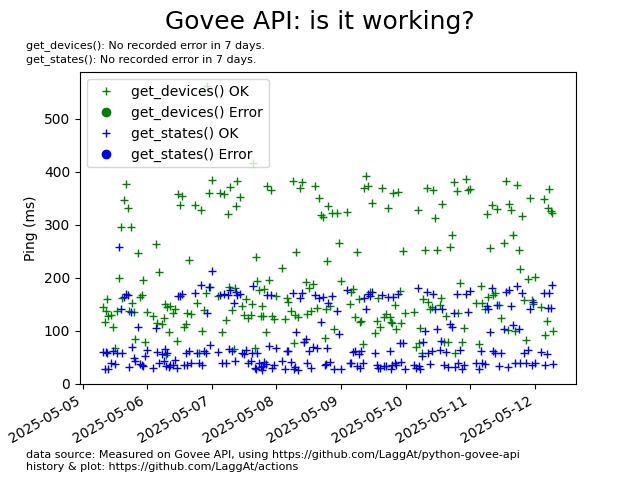 Govee API: is it working?
get_devices(): No recorded error in 7 days.
get_states(): No recorded error in 7 days.
get_devices() OK
get_devices() Error
get_states() OK
get_states() Error
Ping (ms)
500
400
300
200
100
0
2025-05-05
2025-05-06
2025-05-07
2025-05-08
2025-05-09
2025-05-10
2025-05-11
2025-05-12
data source: Measured on Govee API, using https://github.com/LaggAt/python-govee-api
history & plot: https://github.com/LaggAt/actions